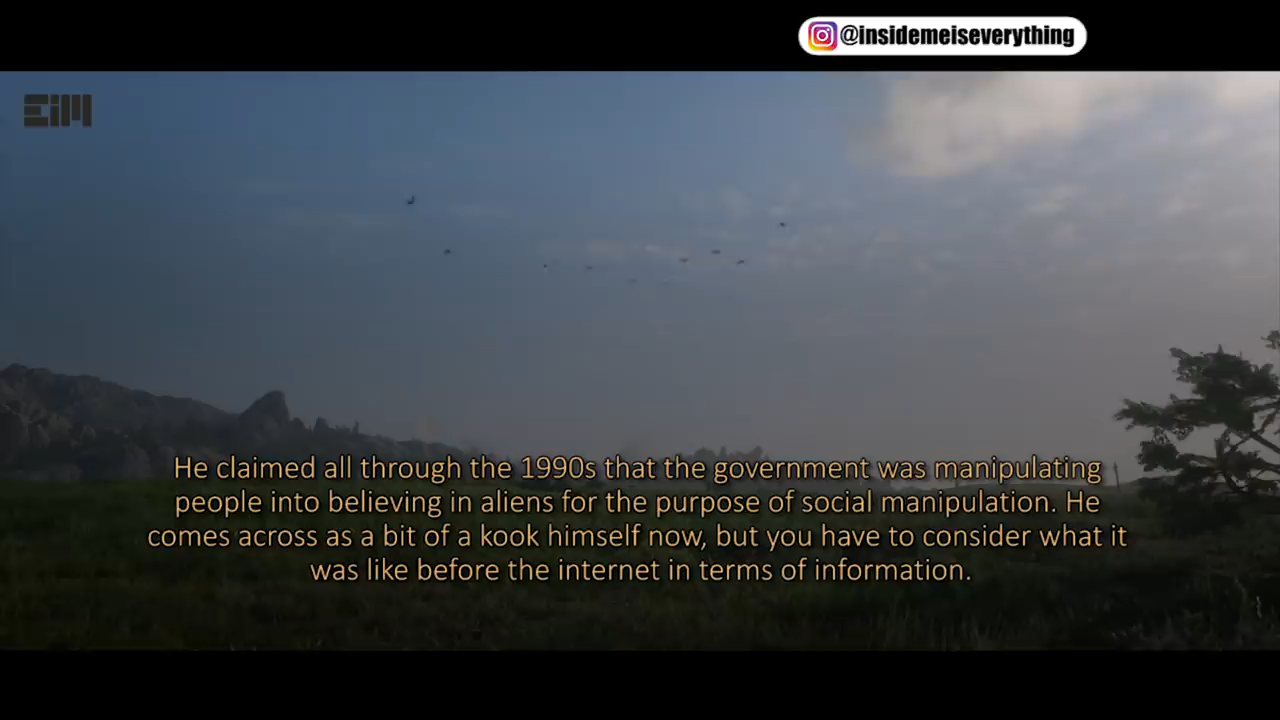 @insidemeiseverything
EIM
He claimed all through the 1990s that the government was manipulating
people into believing in aliens for the purpose of social manipulation. He
comes across as a bit of a kook himself now, but you have to consider what it
was like before the internet in terms of information.